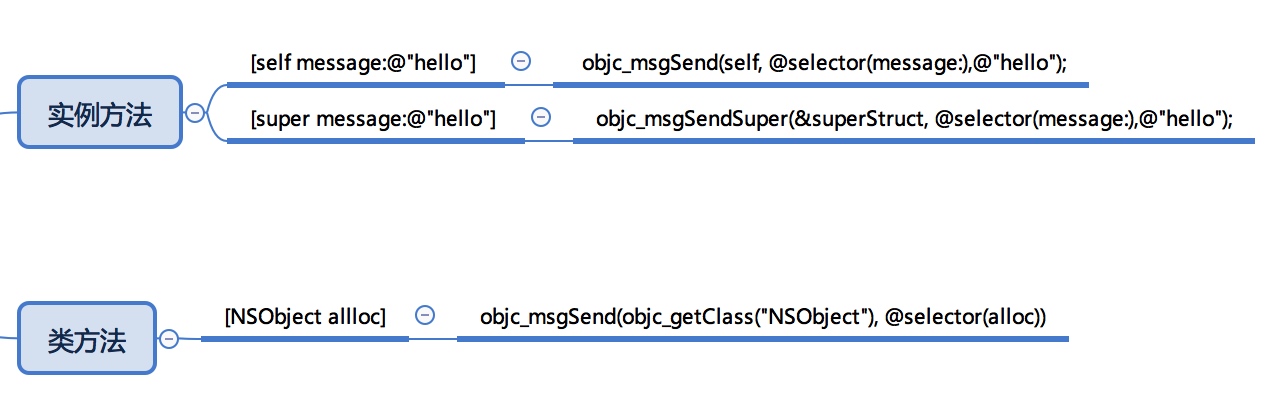 实例方法
[self message:@"hello"]
objc_msgSend(self, @selector(message:),@"hello");
[super message:@"hello"]
objc_msgSendSuper(&superStruct, @selector(message:),@"hello");
类方法
[NSObject allloc]
objc_msgSend(objc_getClass("NSObject"), @selector(alloc))